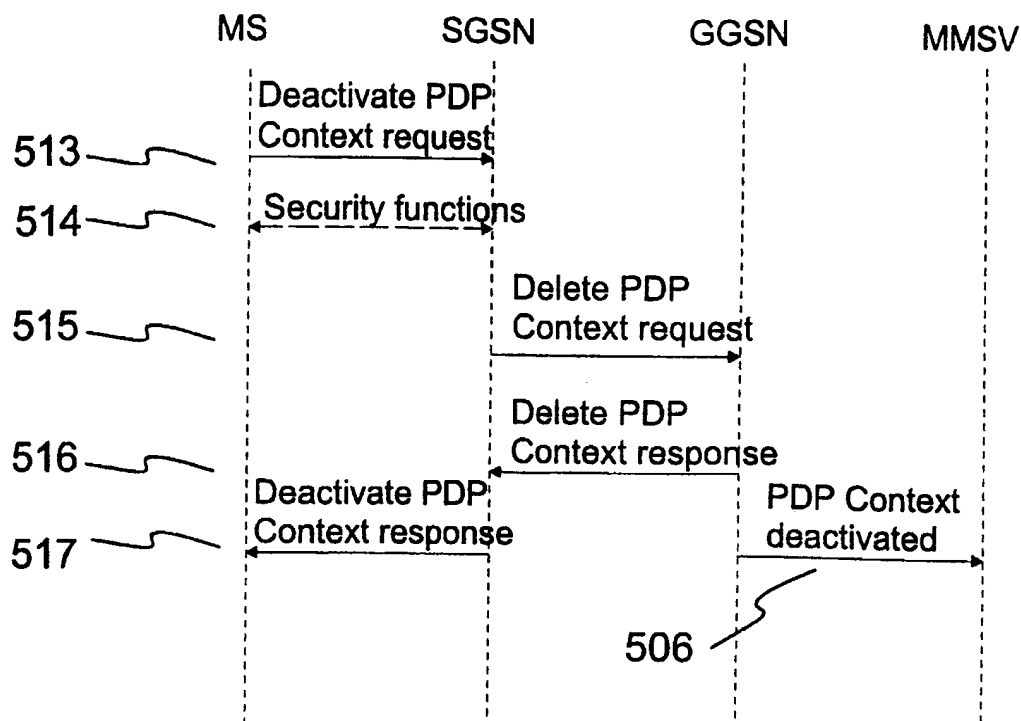 MS SGSN GGSN MMSV
Deactivate PDP
Context request
513
Security functions
514
Delete PDP
Context request
515
Delete PDP
Context response
516
Deactivate PDP
Context response
517
PDP Context
deactivated
506